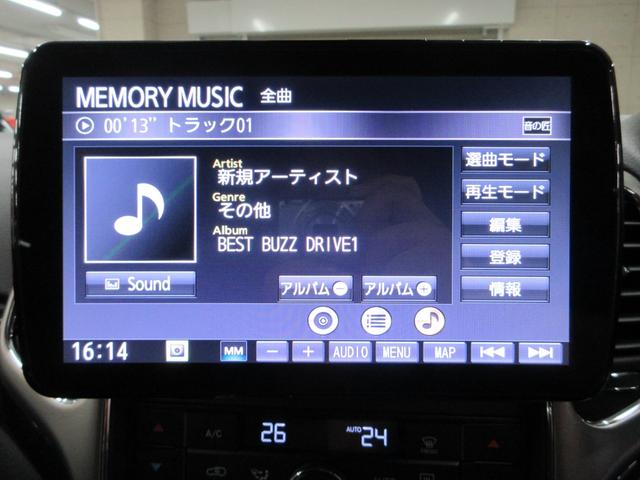 MEMORY MUSIC 全曲
00'13" トラック01 音の匠
Artist
新規アーティスト
Genre
その他
Album
BEST BUZZ DRIVE1
選曲モード
再生モード
編集
登録
情報
Sound
アルバム−
アルバム+
16:14 MM − + AUDIO MENU MAP
A/C 26 AUTO 24